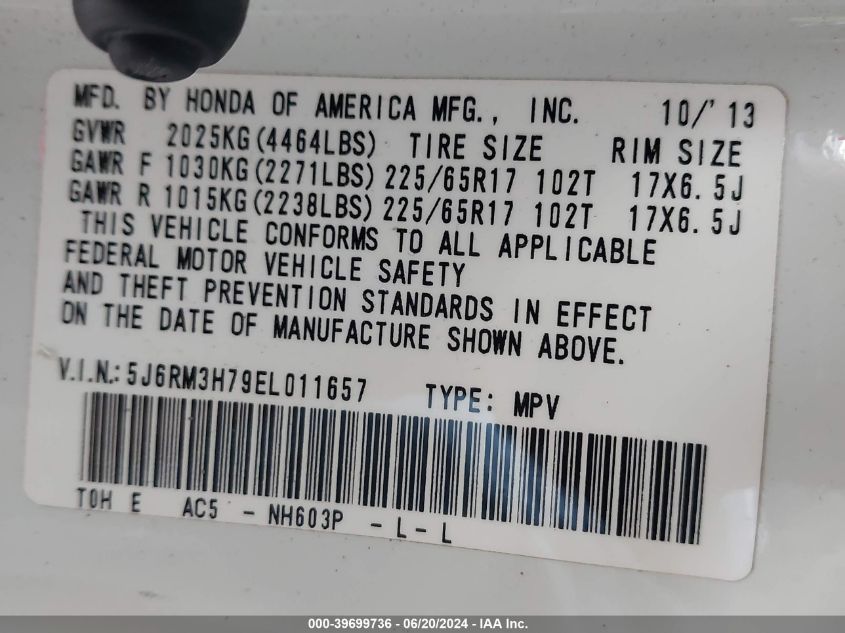 MFD. BY HONDA OF AMERICA MFG., INC. 10/'13
GVWR 2025KG(4464LBS) TIRE SIZE RIM SIZE
GAWR F 1030KG(2271LBS) 225/65R17 102T 17X6.5J
GAWR R 1015KG(2238LBS) 225/65R17 102T 17X6.5J
THIS VEHICLE CONFORMS TO ALL APPLICABLE
FEDERAL MOTOR VEHICLE SAFETY
AND THEFT PREVENTION STANDARDS IN EFFECT
ON THE DATE OF MANUFACTURE SHOWN ABOVE.
V.I.N.: 5J6RM3H79EL011657 TYPE: MPV
T0H E AC5 - NH603P - L - L
000-39699736 - 06/20/2024 - IAA Inc.